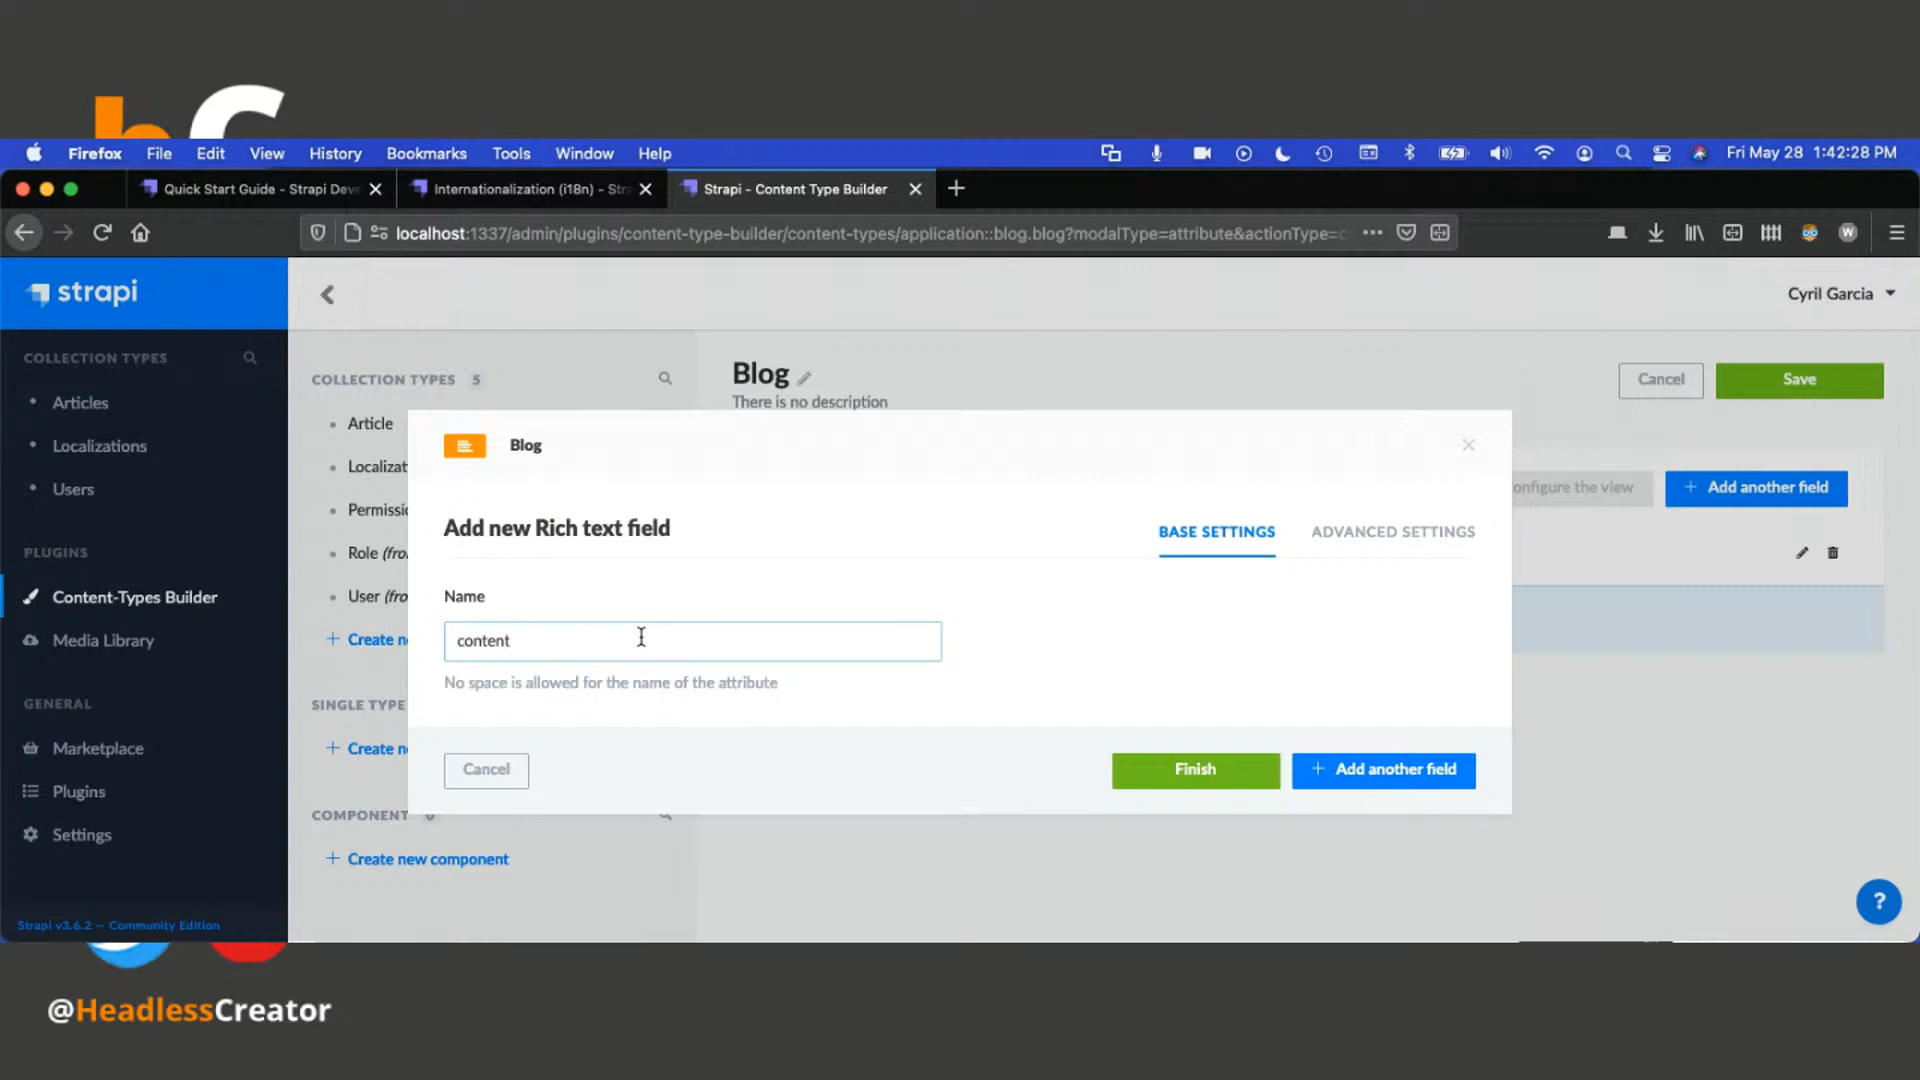 hC
Firefox File Edit View History Bookmarks Tools Window Help Fri May 28 1:42:28 PM
Quick Start Guide - Strapi Deve
Internationalization (i18n) - Stra
Strapi - Content Type Builder
localhost:1337/admin/plugins/content-type-builder/content-types/application::blog.blog?modalType=attribute&actionType=c
W
strapi
Cyril Garcia
COLLECTION TYPES
Articles
Localizations
Users
PLUGINS
Content-Types Builder
Media Library
GENERAL
Marketplace
Plugins
Settings
Strapi v3.6.2 — Community Edition
COLLECTION TYPES 5
Article
Localizat
Permissio
Role (fro
User (fro
+ Create n
SINGLE TYPE
+ Create n
COMPONENT 0
+ Create new component
Blog
There is no description
Cancel
Save
onfigure the view
+ Add another field
Blog
Add new Rich text field
BASE SETTINGS
ADVANCED SETTINGS
Name
content
No space is allowed for the name of the attribute
Cancel
Finish
+ Add another field
?
@HeadlessCreator